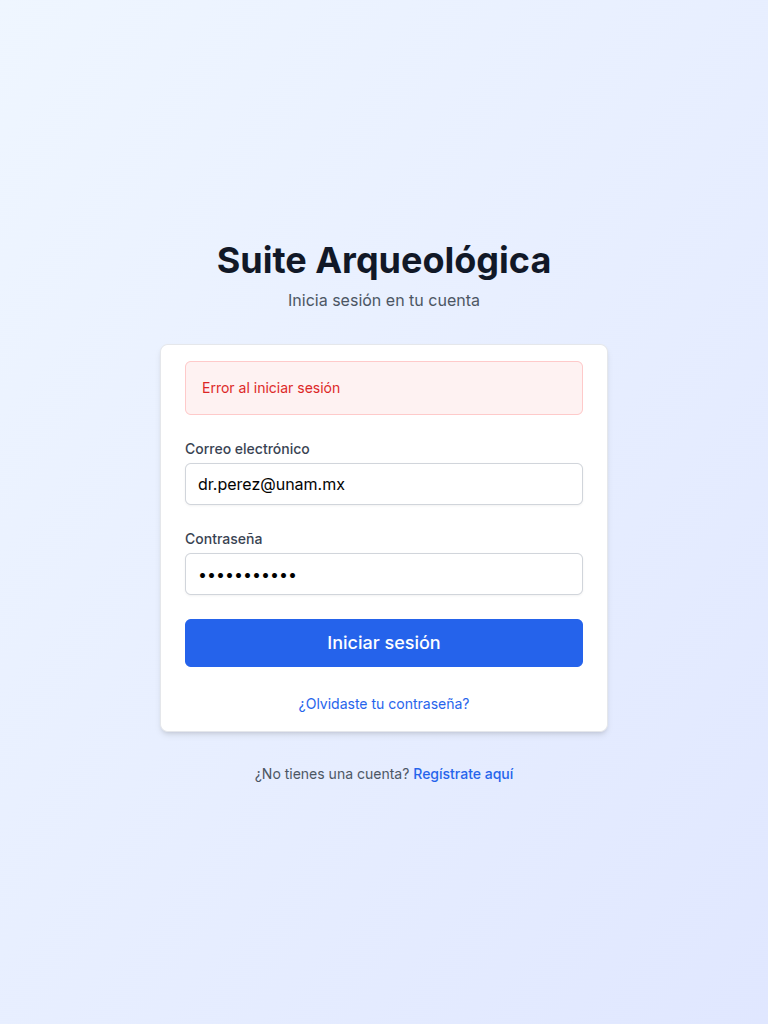 Suite Arqueológica
Inicia sesión en tu cuenta
Error al iniciar sesión
Correo electrónico
dr.perez@unam.mx
Contraseña
•••••••••••
Iniciar sesión
¿Olvidaste tu contraseña?
¿No tienes una cuenta? Regístrate aquí